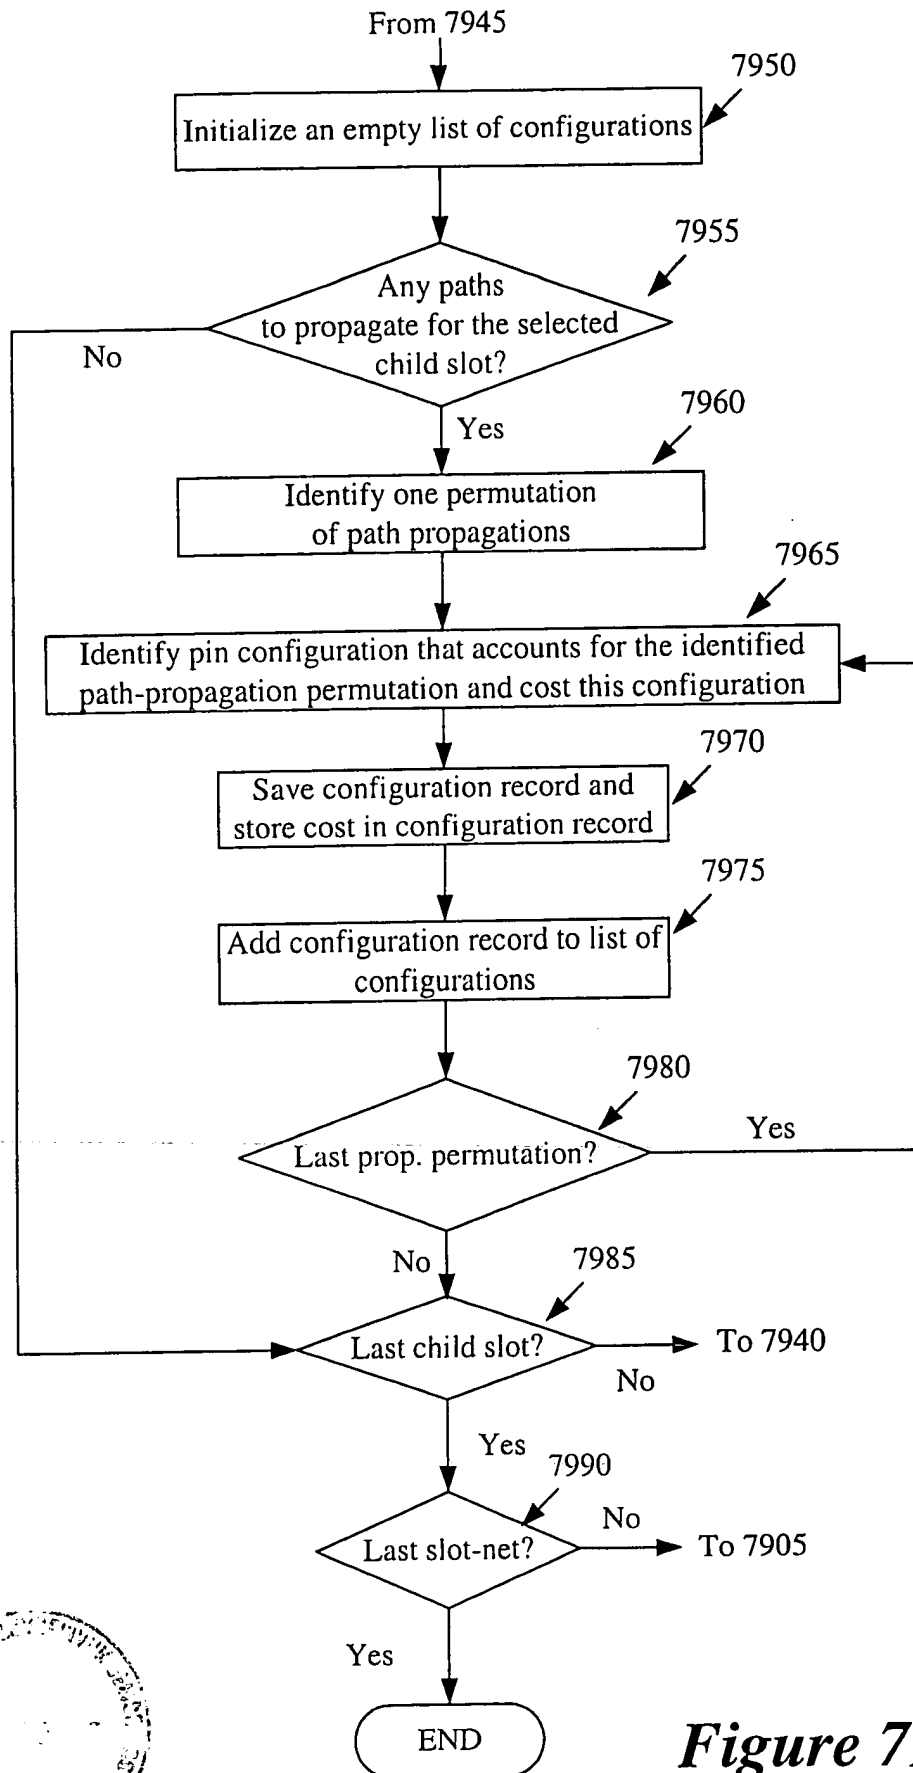 From 7945
7950
Initialize an empty list of configurations
7955
Any paths
to propagate for the selected
child slot?
No
Yes
7960
Identify one permutation
of path propagations
7965
Identify pin configuration that accounts for the identified
path-propagation permutation and cost this configuration
7970
Save configuration record and
store cost in configuration record
7975
Add configuration record to list of
configurations
7980
Last prop. permutation?
Yes
No
7985
Last child slot?
To 7940
No
Yes
7990
Last slot-net?
No
To 7905
Yes
END
Figure 7